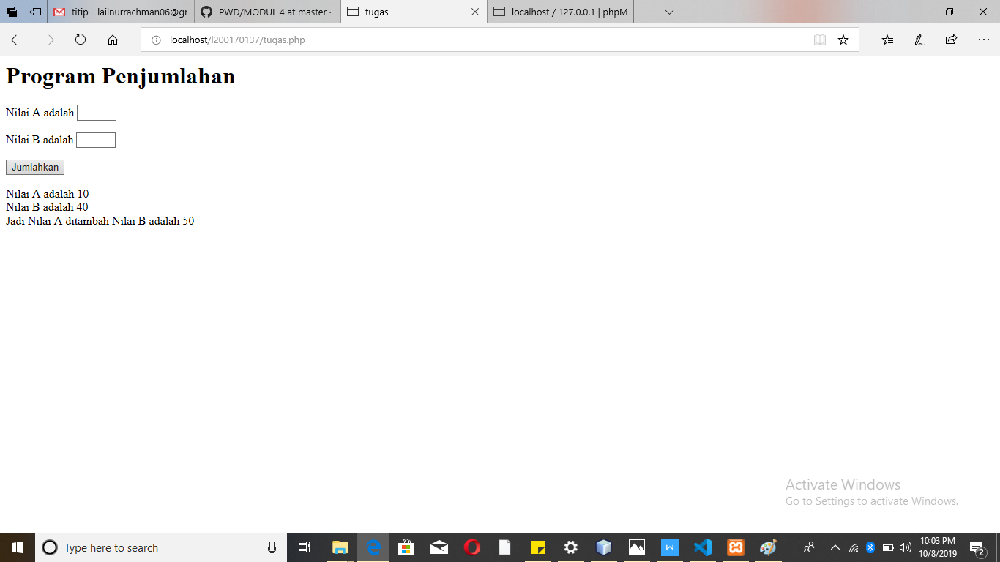 titip - lailnurrachman06@gr
PWD/MODUL 4 at master ·
tugas
localhost / 127.0.0.1 | phpM
localhost/l200170137/tugas.php
Program Penjumlahan
Nilai A adalah
Nilai B adalah
Jumlahkan
Nilai A adalah 10
Nilai B adalah 40
Jadi Nilai A ditambah Nilai B adalah 50
Activate Windows
Go to Settings to activate Windows.
Type here to search
10:03 PM
10/8/2019
2